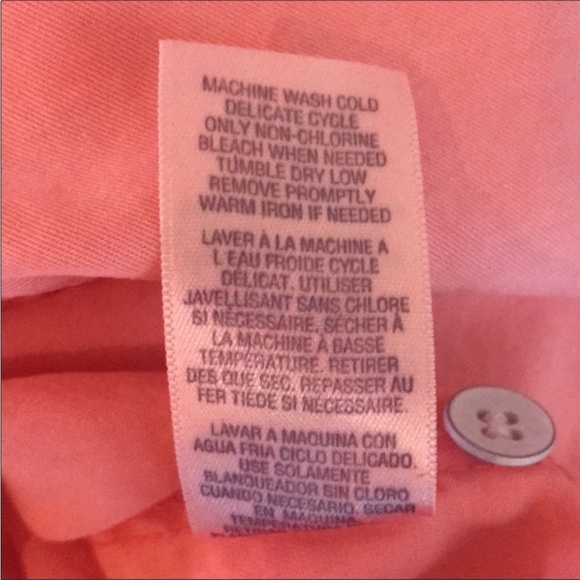 MACHINE WASH COLD
DELICATE CYCLE
ONLY NON-CHLORINE
BLEACH WHEN NEEDED
TUMBLE DRY LOW
REMOVE PROMPTLY
WARM IRON IF NEEDED
LAVER À LA MACHINE A
L'EAU FROIDE CYCLE
DÉLICAT. UTILISER
JAVELLISANT SANS CHLORE
SI NÉCESSAIRE. SÉCHER À
LA MACHINE À BASSE
TEMPÉRATURE. RETIRER
DES QUE SEC. REPASSER AU
FER TIÈDE SI NÉCESSAIRE.
LAVAR A MAQUINA CON
AGUA FRIA CICLO DELICADO.
USE SOLAMENTE
BLANQUEADOR SIN CLORO
CUANDO NECESARIO. SECAR
EN MAQUINA